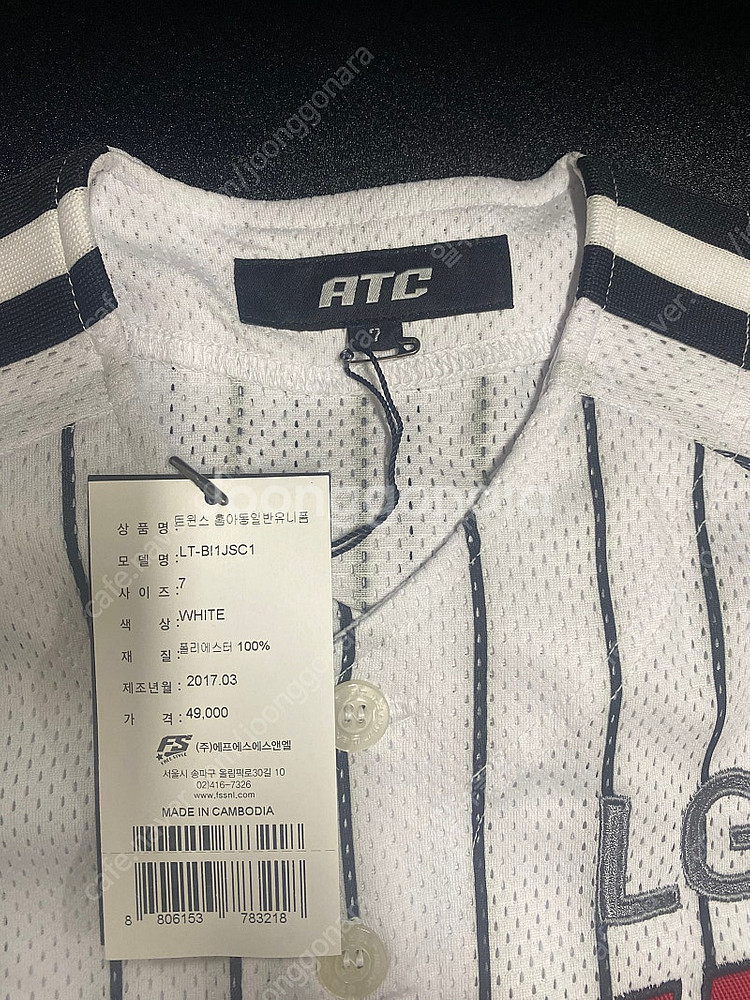 ATC
7
상 품 명 : 트윈스 홈아동일반유니폼
모 델 명 : LT-BI1JSC1
사 이 즈 : 7
색 상 : WHITE
재 질 : 폴리에스터 100%
제조년월 : 2017.03
가 격 : 49,000
FS (주)에프에스에스앤엘
FREE STYLE
서울시 송파구 올림픽로30길 10
02)416-7326
www.fssnl.com
MADE IN CAMBODIA
8 806153 783218
LG
joonggonara